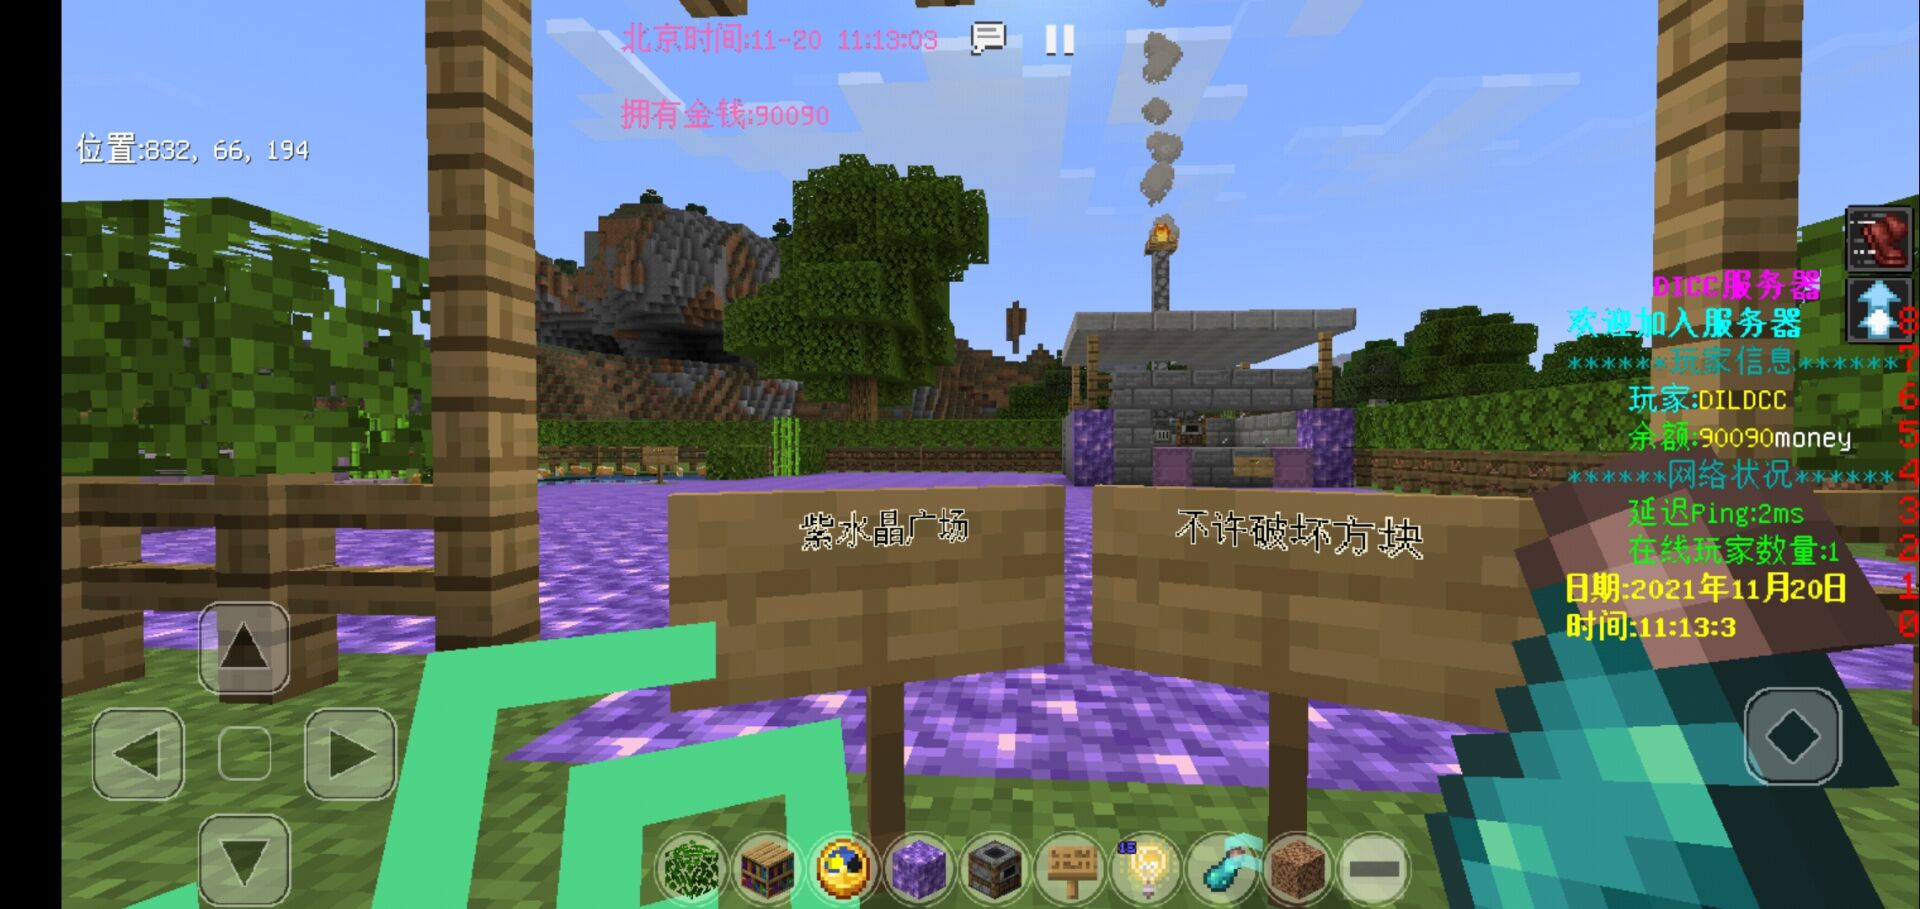 北京时间:11-20 11:13:03
拥有金钱:90090
位置:832, 66, 194
DICC服务器
欢迎加入服务器 8
******玩家信息****** 7
玩家:DILDCC 6
余额:90090money 5
******网络状况****** 4
延迟Ping:2ms 3
在线玩家数量:1 2
日期:2021年11月20日 1
时间:11:13:3 0
紫水晶广场
不许破坏方块
15